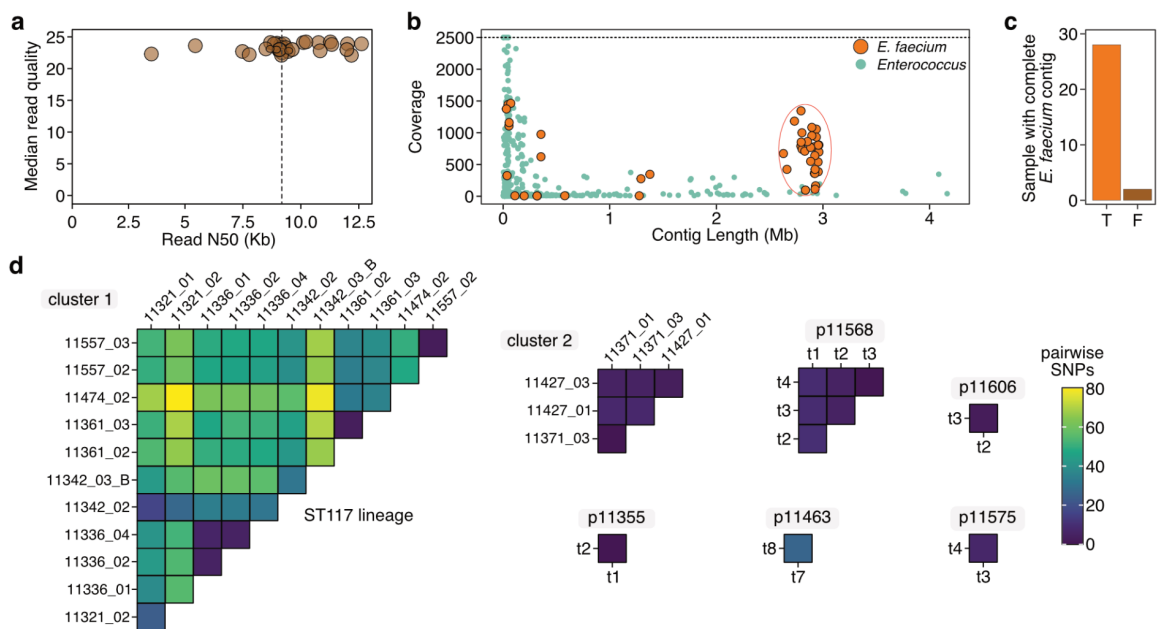 a
Median read quality
25
20
15
10
5
0
0
2.5
5
7.5
10
12.5
Read N50 (Kb)
b
Coverage
2500
2000
1500
1000
500
0
0
1
2
3
4
Contig Length (Mb)
E. faecium
Enterococcus
c
Sample with complete
E. faecium contig
30
20
10
0
T
F
d
cluster 1
11321_01
11321_02
11336_01
11336_02
11336_04
11342_02
11342_03_B
11361_02
11361_03
11474_02
11557_02
11557_03
11557_02
11474_02
11361_03
11361_02
11342_03_B
11342_02
11336_04
11336_02
11336_01
11321_02
ST117 lineage
cluster 2
11371_01
11371_03
11427_01
11427_03
11427_01
11371_03
p11568
t1
t2
t3
t4
t3
t2
p11606
t3
t2
p11355
t2
t1
p11463
t8
t7
p11575
t4
t3
pairwise
SNPs
80
60
40
20
0